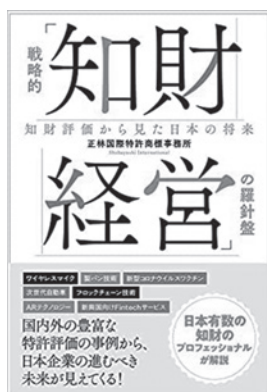 戦略的
「知財
知財評価から見た日本の将来
正林国際特許商標事務所
Shobayashi International
経営」
の羅針盤
ワイヤレスマイク 製パン技術 新型コロナウイルスワクチン
次世代自動車 ブロックチェーン技術
ARテクノロジー 新興国向けFintechサービス
国内外の豊富な
特許評価の事例から、
日本企業の進むべき
未来が見えてくる!
日本有数の
知財の
プロフェッショナル
が解説